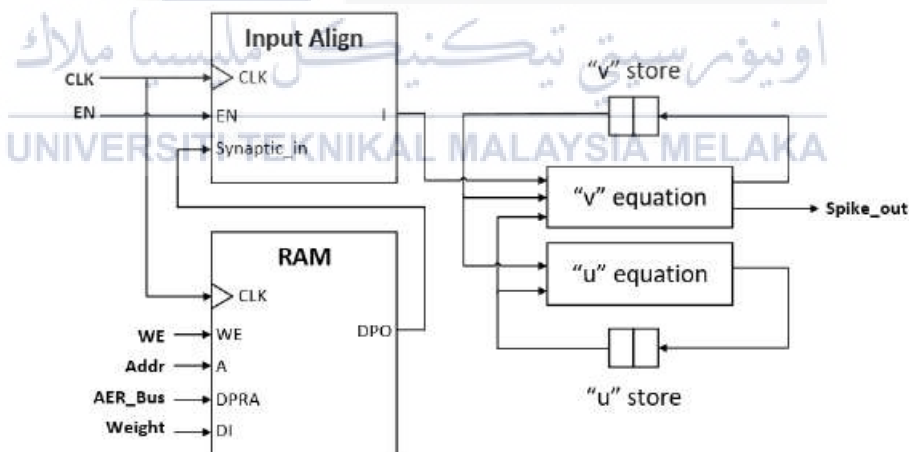 Input Align
اونيۏرسيتي تيكنيكل مليسيا ملاك
CLK
CLK
EN
EN
I
Synaptic_in
UNIVERSITI TEKNIKAL MALAYSIA MELAKA
"v" store
"v" equation
Spike_out
"u" equation
"u" store
RAM
CLK
WE
WE
DPO
Addr
A
AER_Bus
DPRA
Weight
DI